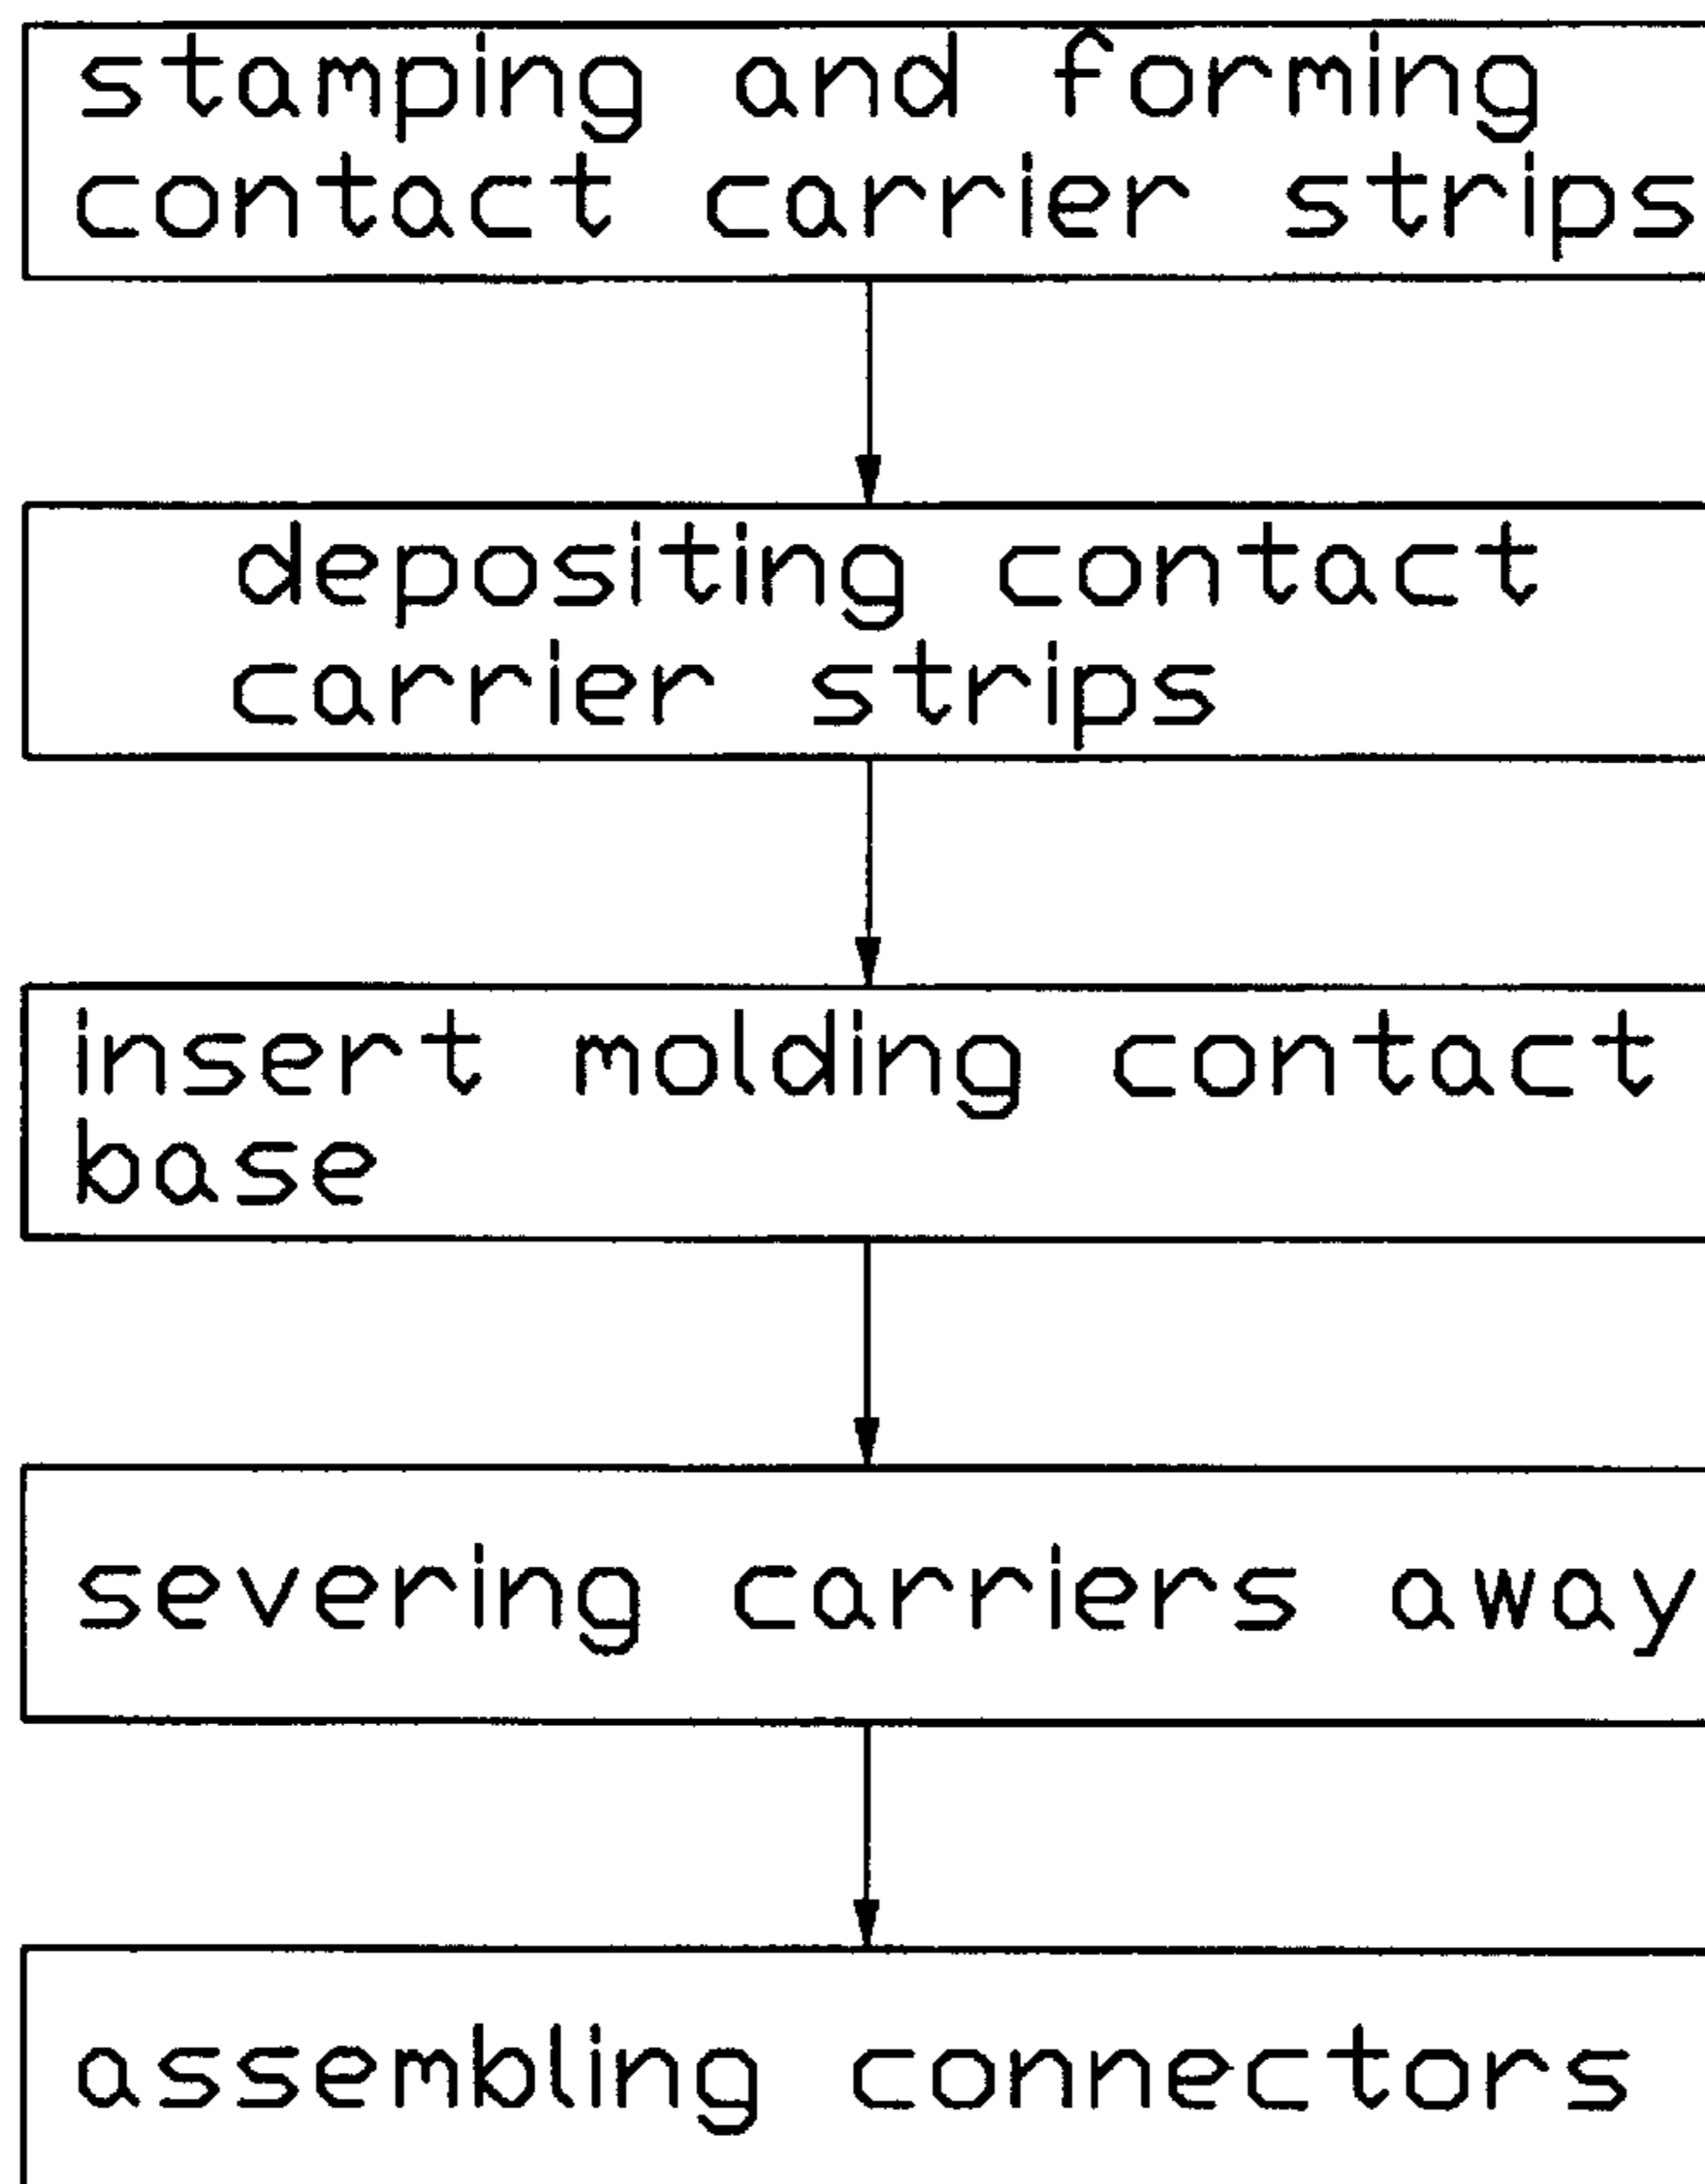 stamping and forming
contact carrier strips
depositing contact
carrier strips
insert molding contact
base
severing carriers away
assembling connectors